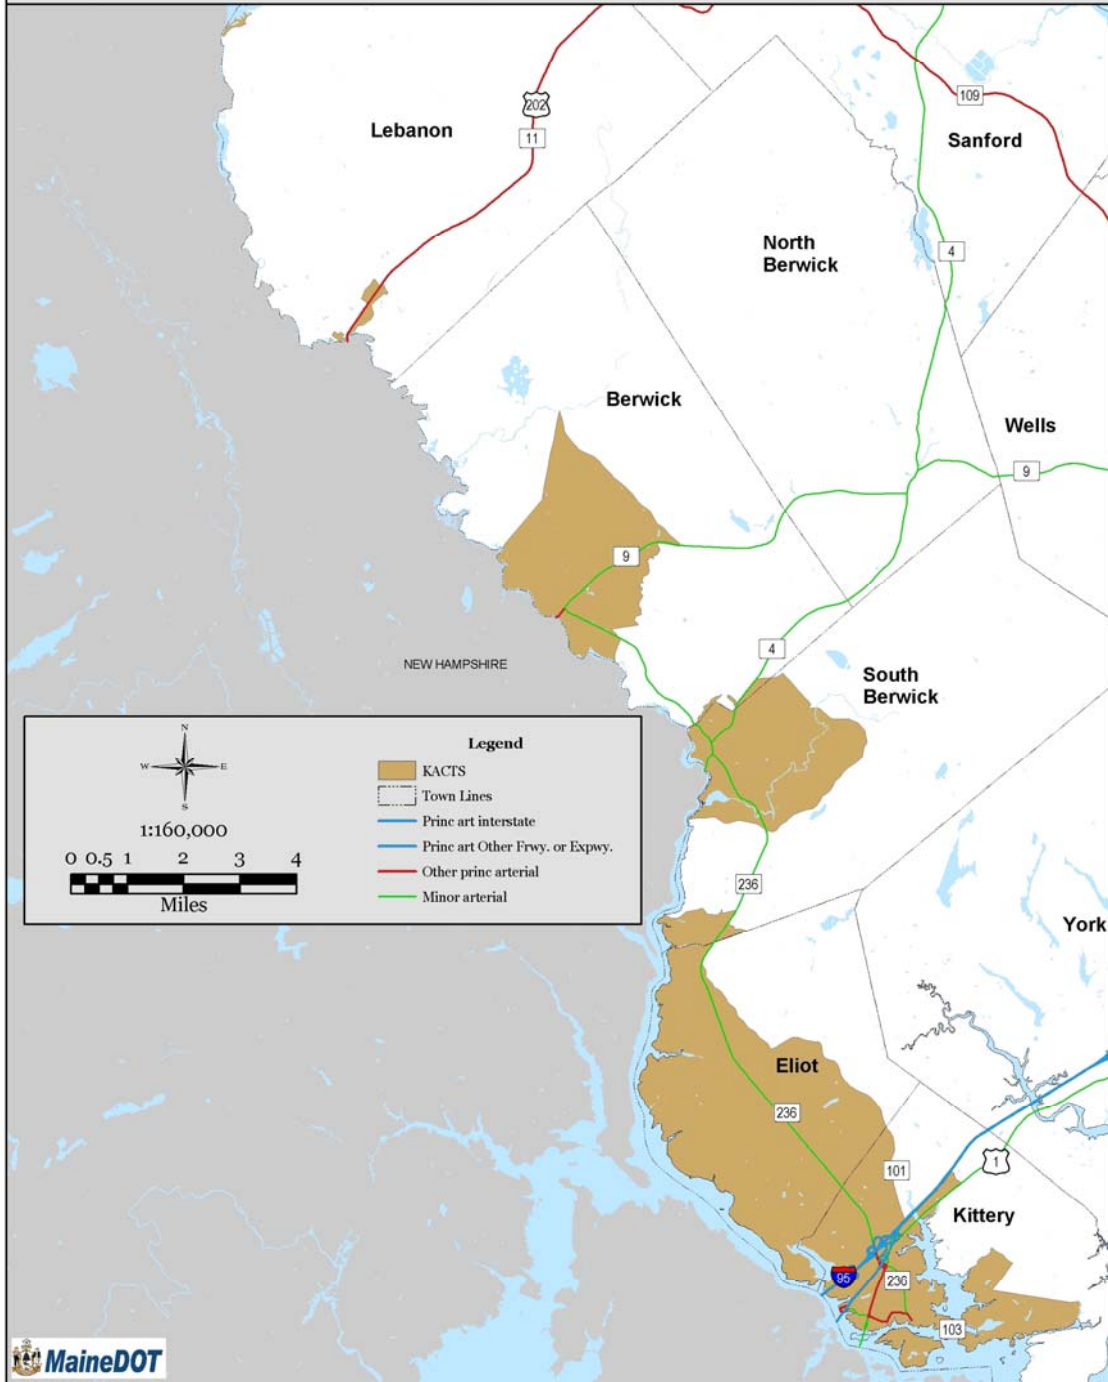 202
11
Lebanon
109
Sanford
North
Berwick
4
Berwick
Wells
9
9
NEW HAMPSHIRE
4
South
Berwick
N
W E
S
1:160,000
0 0.5 1 2 3 4
Miles
Legend
KACTS
Town Lines
Princ art interstate
Princ art Other Frwy. or Expwy.
Other princ arterial
Minor arterial
236
York
Eliot
236
101
1
Kittery
95
236
103
MaineDOT